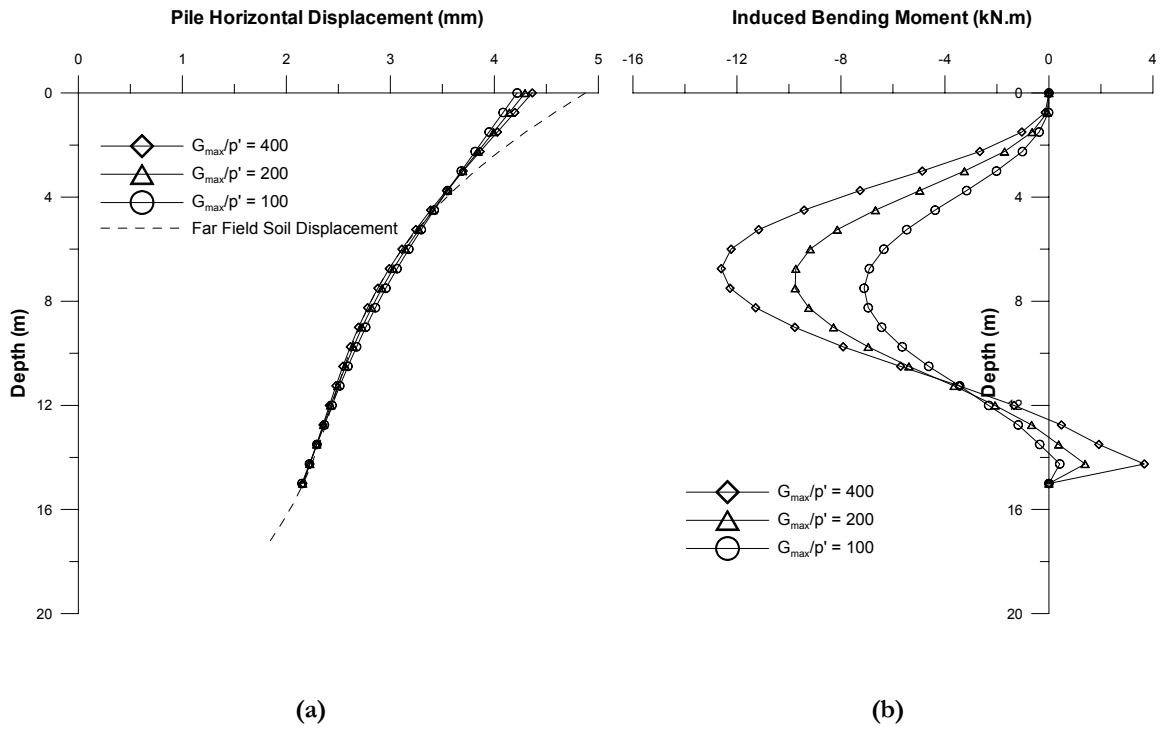 Pile Horizontal Displacement (mm)
0 1 2 3 4 5
0
4
8
12
16
20
Depth (m)
Gmax/p' = 400
Gmax/p' = 200
Gmax/p' = 100
Far Field Soil Displacement
(a)
Induced Bending Moment (kN.m)
-16 -12 -8 -4 0 4
0
4
8
12
16
20
Depth (m)
Gmax/p' = 400
Gmax/p' = 200
Gmax/p' = 100
(b)